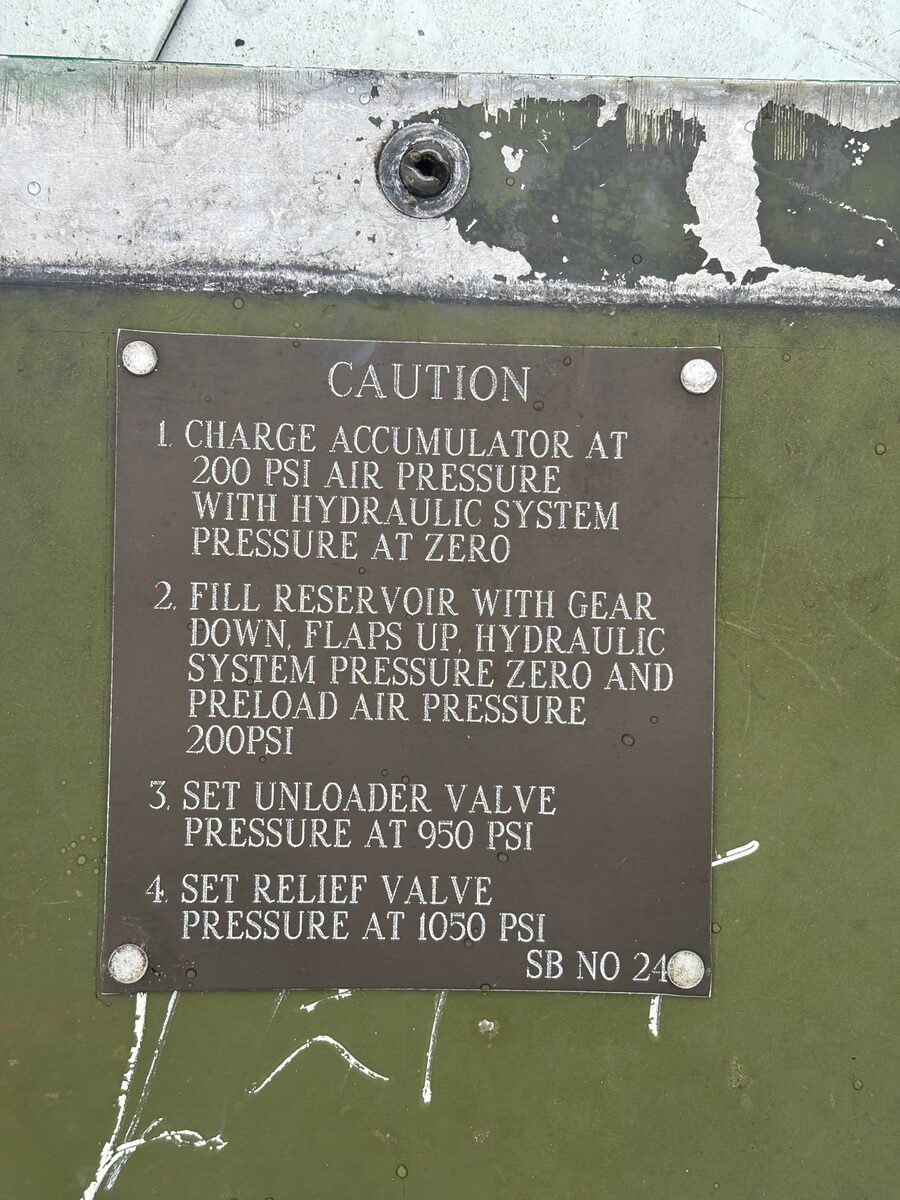 CAUTION
1. CHARGE ACCUMULATOR AT
200 PSI AIR PRESSURE
WITH HYDRAULIC SYSTEM
PRESSURE AT ZERO
2. FILL RESERVOIR WITH GEAR
DOWN, FLAPS UP, HYDRAULIC
SYSTEM PRESSURE ZERO AND
PRELOAD AIR PRESSURE
200PSI
3. SET UNLOADER VALVE
PRESSURE AT 950 PSI
4. SET RELIEF VALVE
PRESSURE AT 1050 PSI
SB NO 24